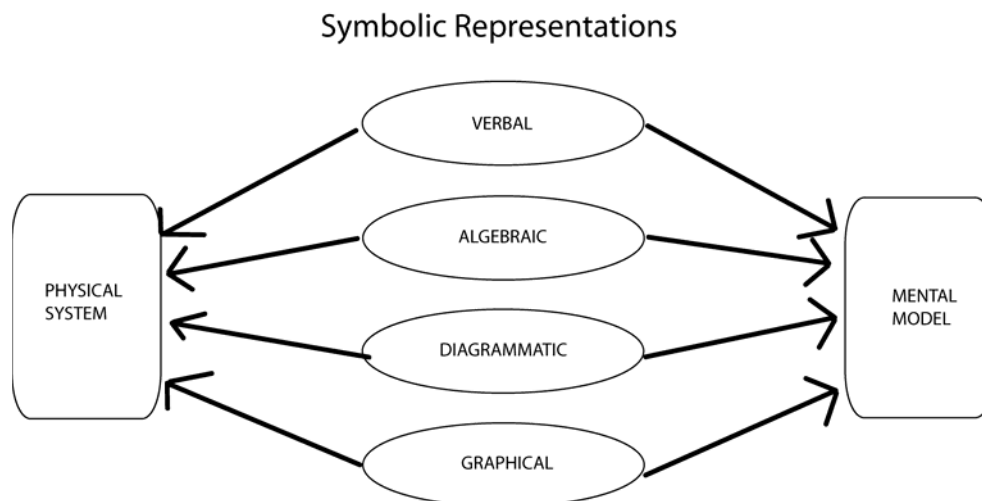 Symbolic Representations
VERBAL
ALGEBRAIC
PHYSICAL
SYSTEM
MENTAL
MODEL
DIAGRAMMATIC
GRAPHICAL